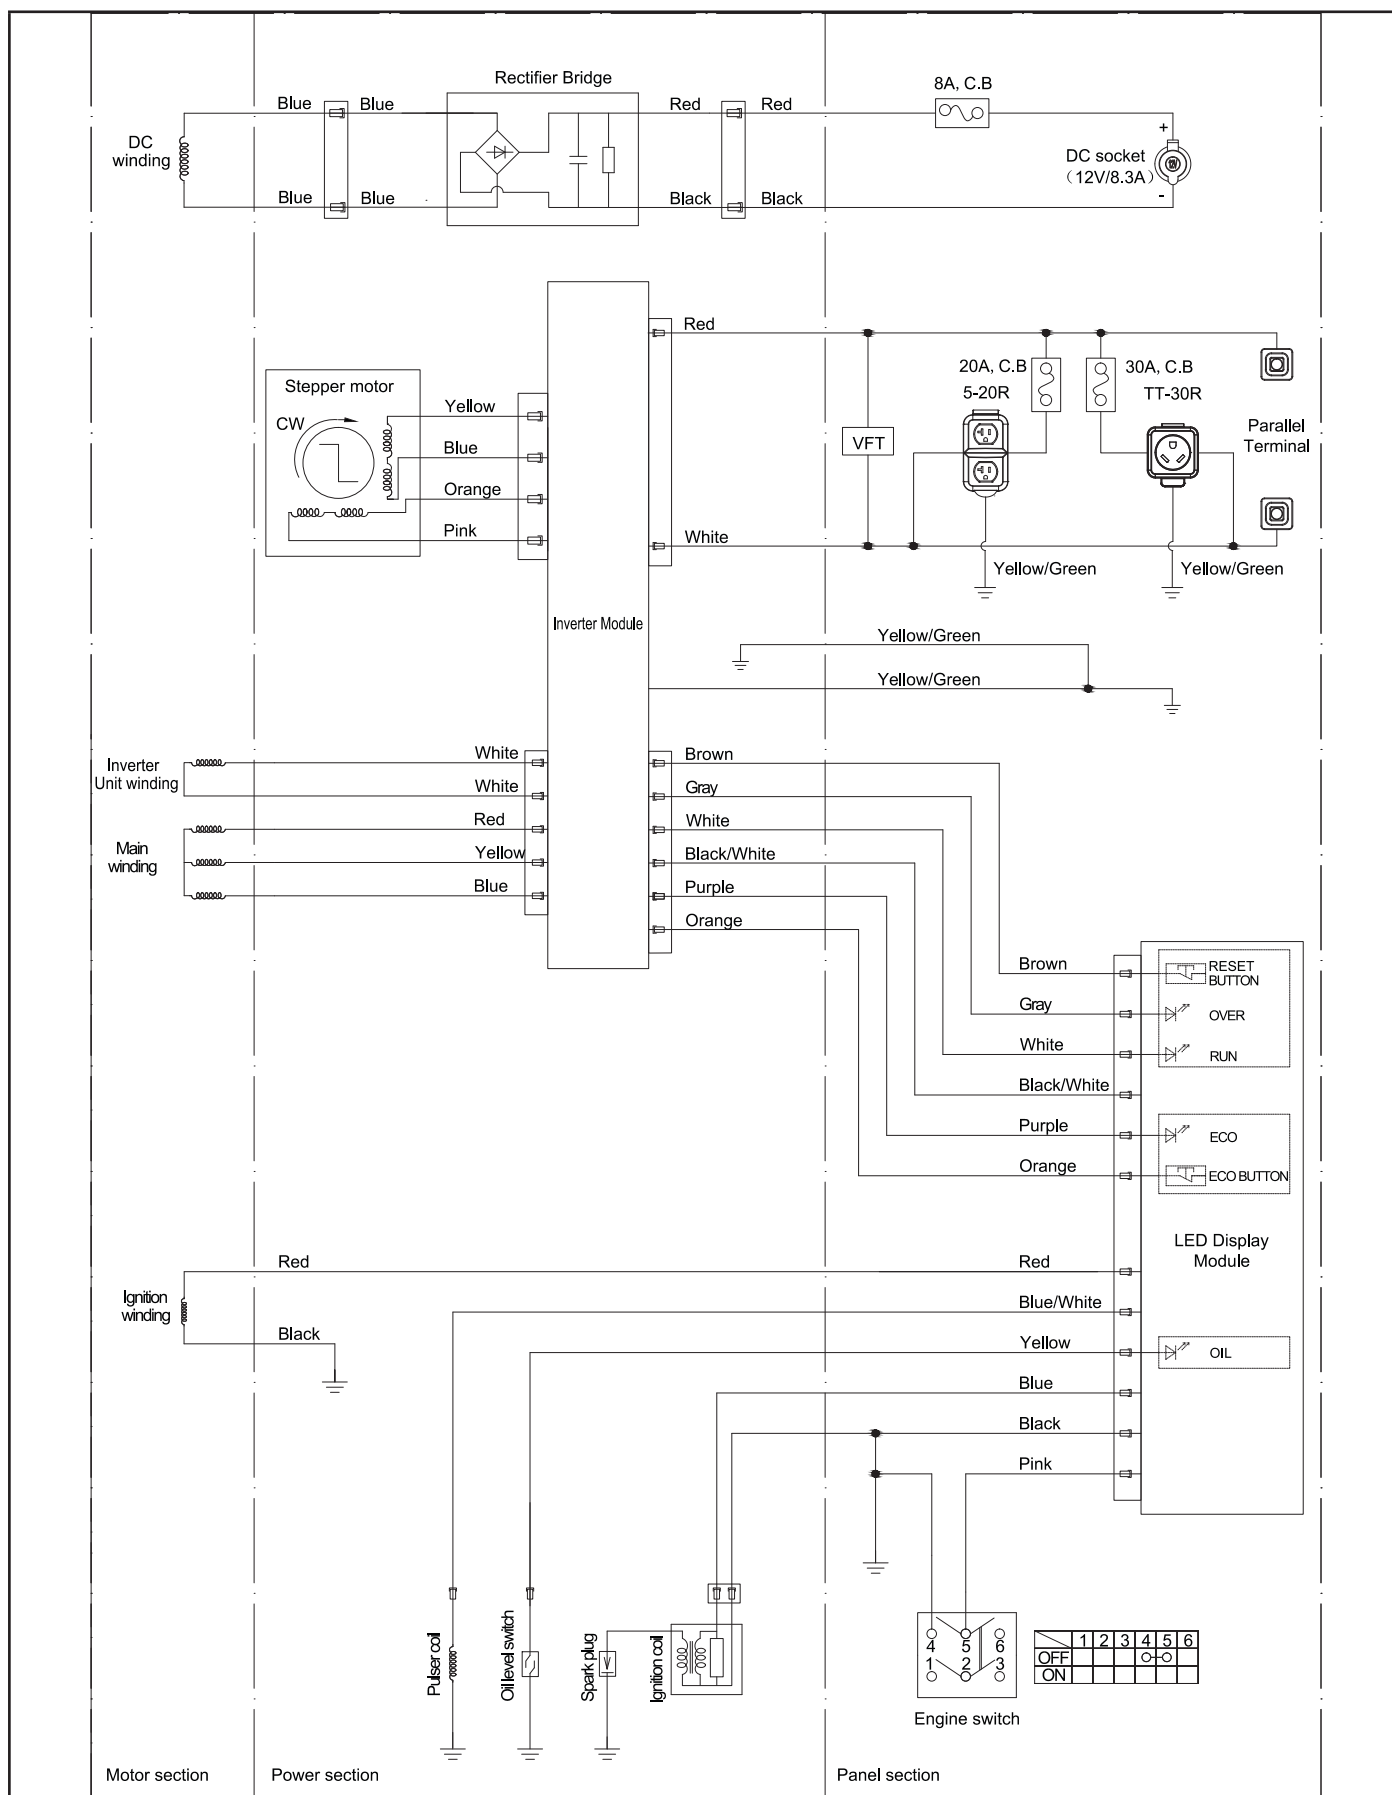 Rectifier Bridge
8A, C.B
Blue
Blue
Red
Red
+
DC
winding
DC socket
(12V/8.3A)
12V
-
Blue
Blue
Black
Black
Red
Stepper motor
CW
Yellow
Blue
Orange
Pink
20A, C.B
5-20R
30A, C.B
TT-30R
VFT
Parallel
Terminal
White
Yellow/Green
Yellow/Green
Inverter Module
Yellow/Green
Yellow/Green
Inverter
Unit winding
White
White
Main
winding
Red
Yellow
Blue
Brown
Gray
White
Black/White
Purple
Orange
Brown
RESET
BUTTON
Gray
OVER
White
RUN
Black/White
Purple
ECO
Orange
ECO BUTTON
LED Display
Module
Ignition
winding
Red
Red
Blue/White
Black
Yellow
OIL
Blue
Black
Pink
Pulser coil
Oil level switch
Spark plug
Ignition coil
4 5 6
1 2 3
Engine switch
1 2 3 4 5 6
OFF
ON
Motor section
Power section
Panel section